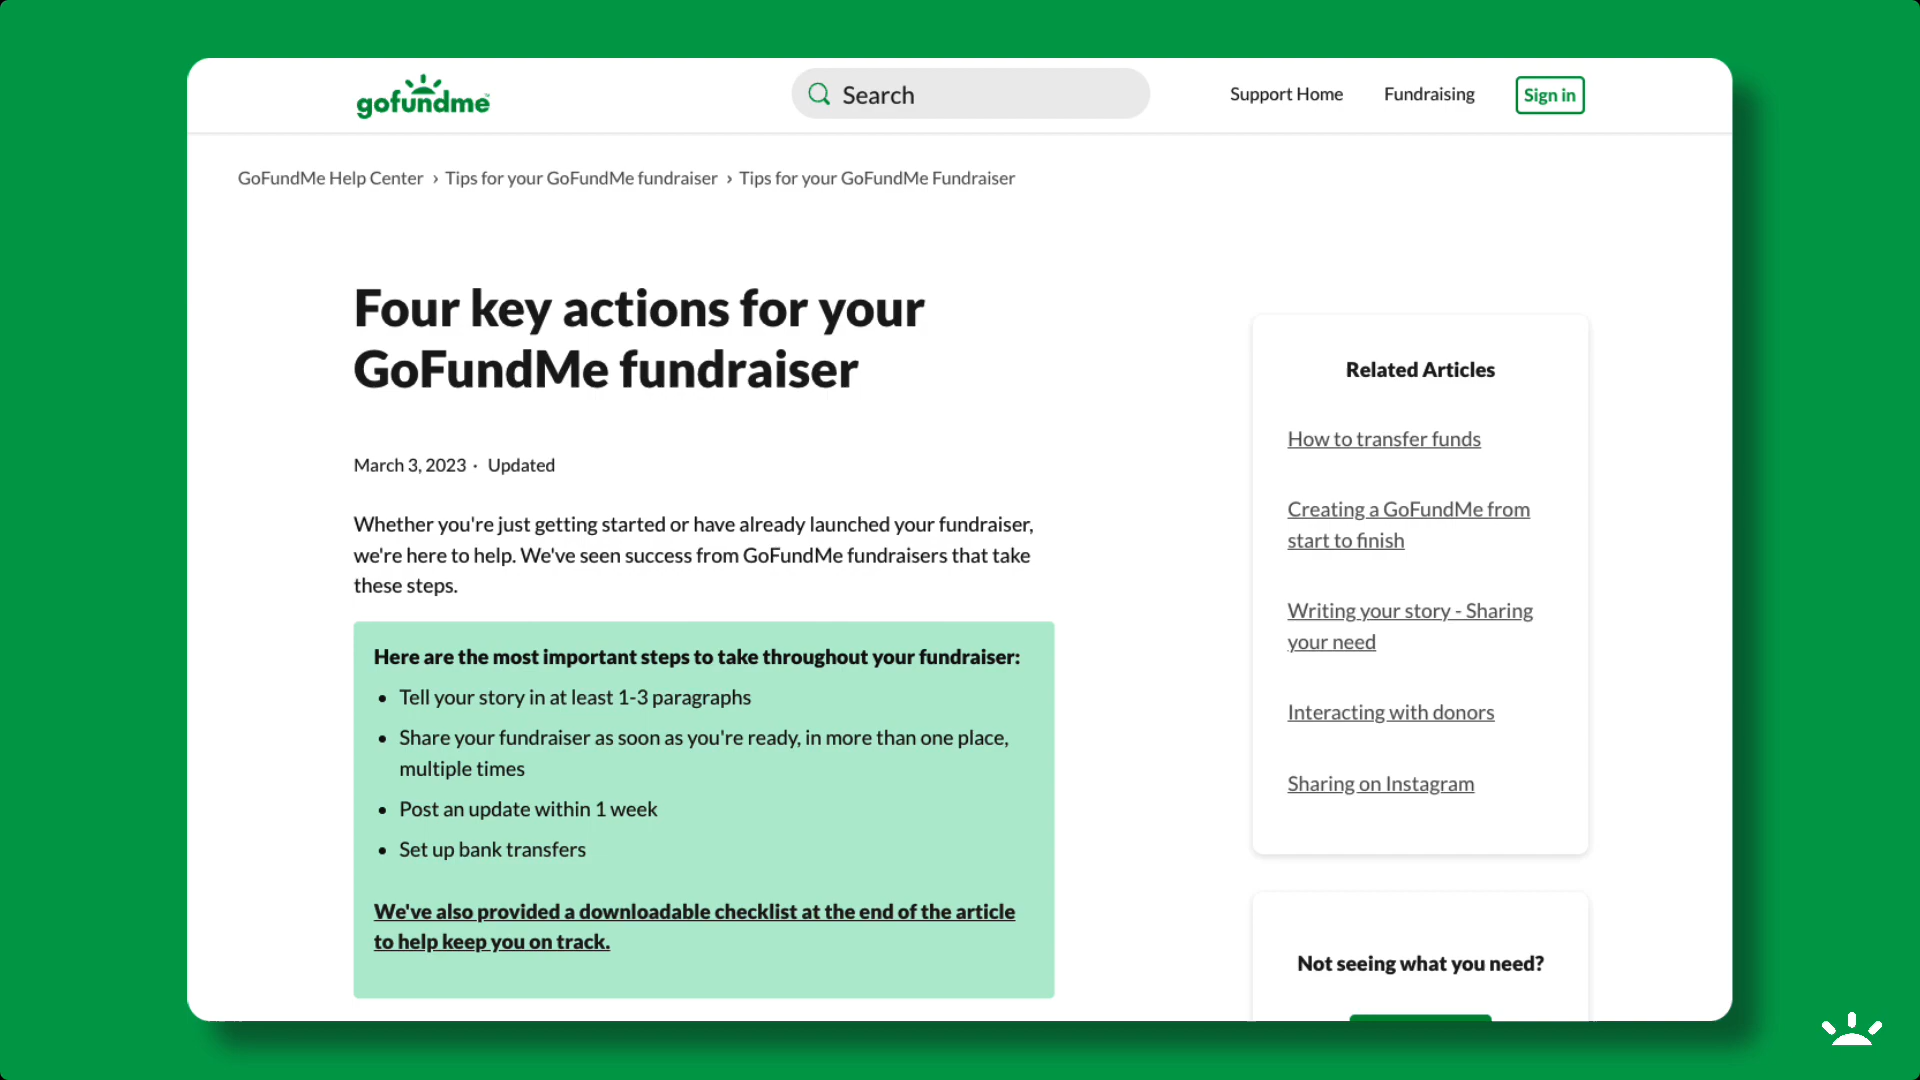 gofundme
Search
Support Home
Fundraising
Sign in
GoFundMe Help Center › Tips for your GoFundMe fundraiser › Tips for your GoFundMe Fundraiser
Four key actions for your
GoFundMe fundraiser
March 3, 2023 · Updated
Whether you're just getting started or have already launched your fundraiser,
we're here to help. We've seen success from GoFundMe fundraisers that take
these steps.
Here are the most important steps to take throughout your fundraiser:
• Tell your story in at least 1-3 paragraphs
• Share your fundraiser as soon as you're ready, in more than one place,
multiple times
• Post an update within 1 week
• Set up bank transfers
We've also provided a downloadable checklist at the end of the article
to help keep you on track.
Related Articles
How to transfer funds
Creating a GoFundMe from
start to finish
Writing your story - Sharing
your need
Interacting with donors
Sharing on Instagram
Not seeing what you need?